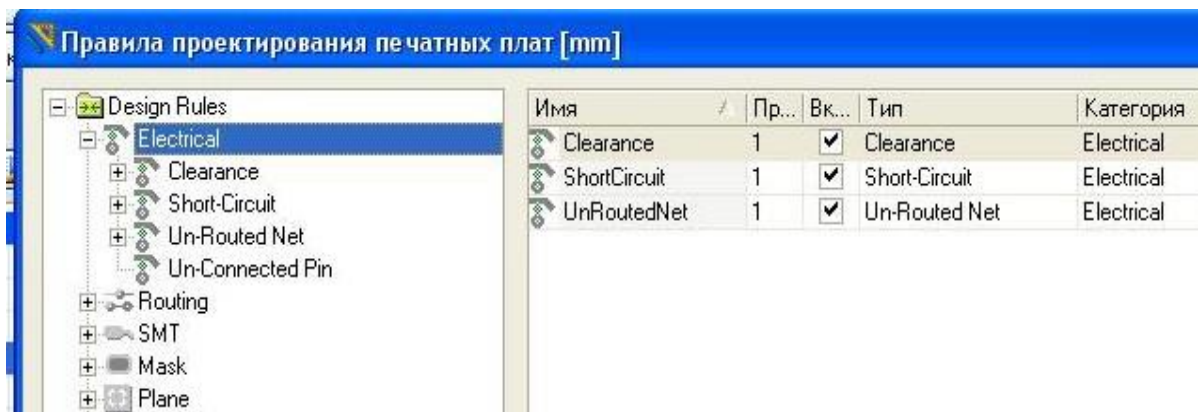 Правила проектирования печатных плат [mm]
Design Rules
Electrical
Clearance
Short-Circuit
Un-Routed Net
Un-Connected Pin
Routing
SMT
Mask
Plane
Имя Пр... Вк... Тип Категория
Clearance 1 Clearance Electrical
ShortCircuit 1 Short-Circuit Electrical
UnRoutedNet 1 Un-Routed Net Electrical